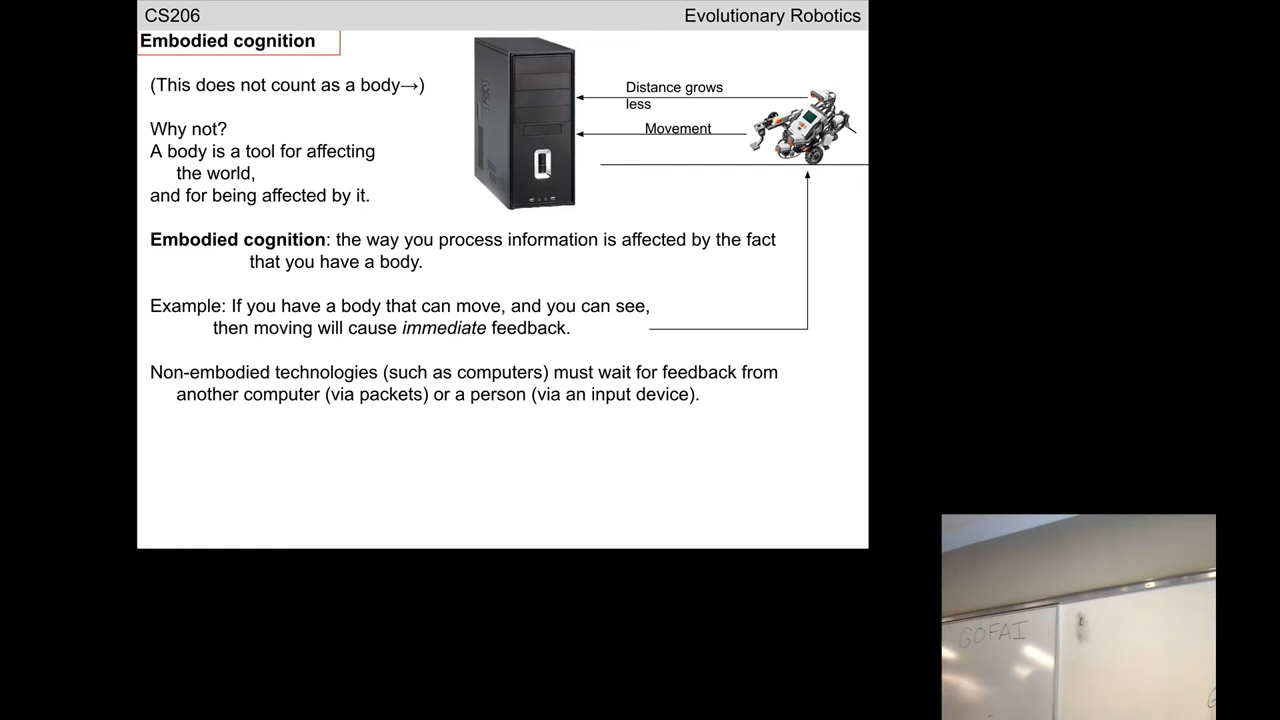 CS206
Evolutionary Robotics
Embodied cognition
(This does not count as a body→)
Distance grows
less
Movement
Why not?
A body is a tool for affecting
the world,
and for being affected by it.
Embodied cognition: the way you process information is affected by the fact
that you have a body.
Example: If you have a body that can move, and you can see,
then moving will cause immediate feedback.
Non-embodied technologies (such as computers) must wait for feedback from
another computer (via packets) or a person (via an input device).
GOFAI